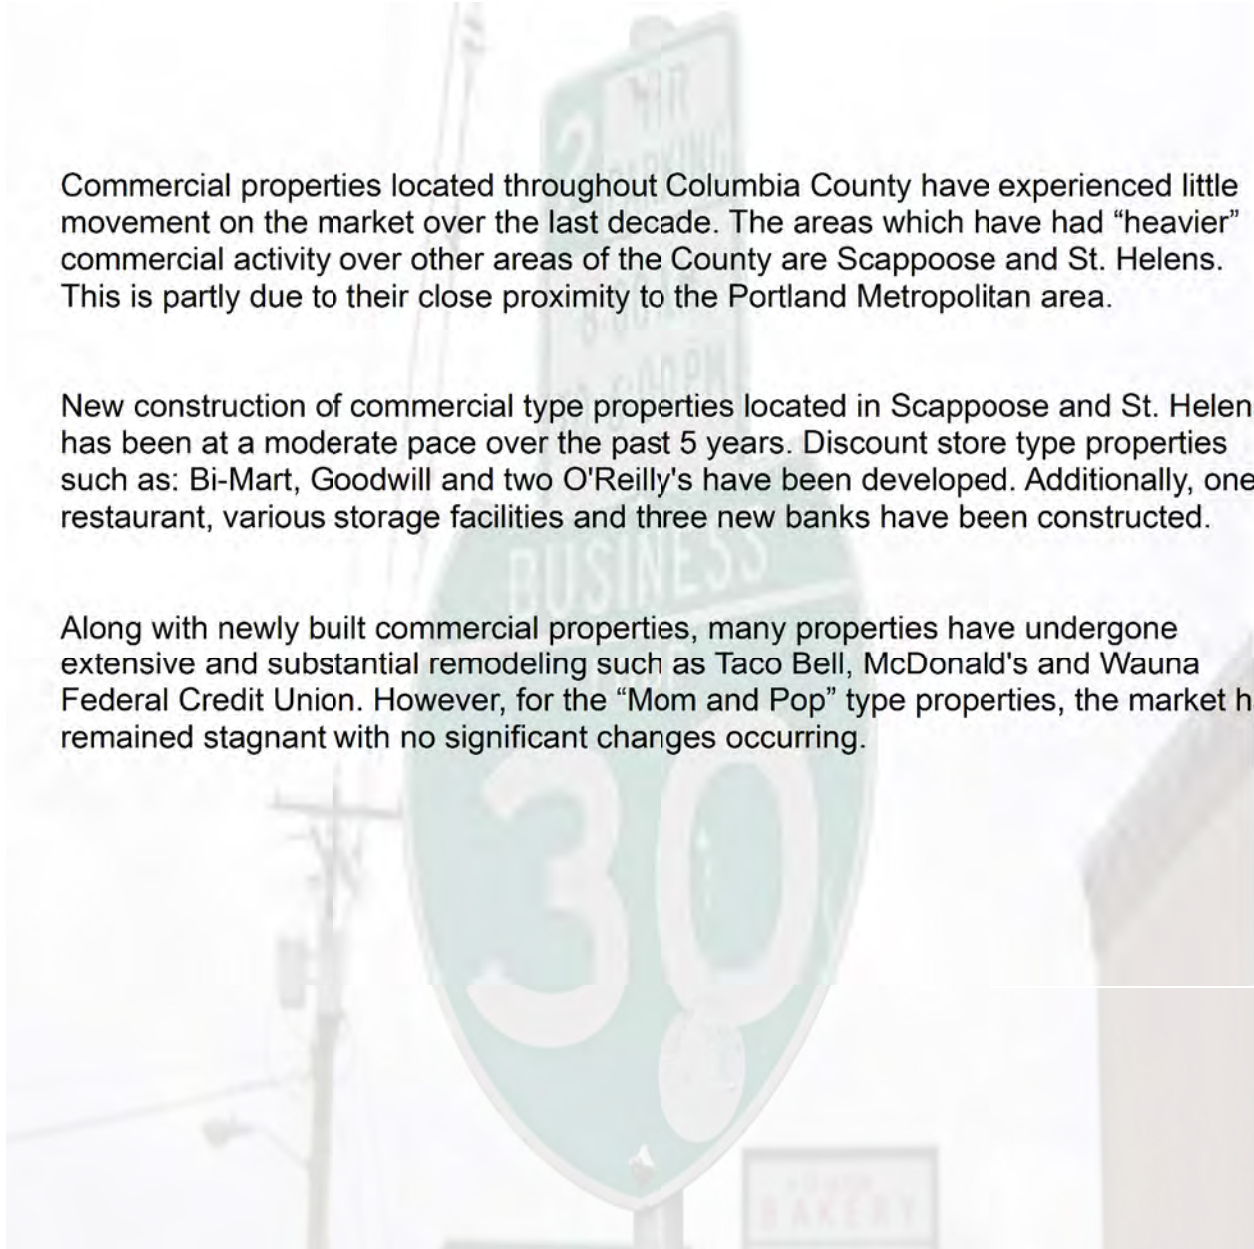 2 HR
PARKING
Commercial properties located throughout Columbia County have experienced little
movement on the market over the last decade. The areas which have had “heavier”
commercial activity over other areas of the County are Scappoose and St. Helens.
This is partly due to their close proximity to the Portland Metropolitan area.
New construction of commercial type properties located in Scappoose and St. Helen
has been at a moderate pace over the past 5 years. Discount store type properties
such as: Bi-Mart, Goodwill and two O'Reilly's have been developed. Additionally, one
restaurant, various storage facilities and three new banks have been constructed.
BUSINESS
Along with newly built commercial properties, many properties have undergone
extensive and substantial remodeling such as Taco Bell, McDonald's and Wauna
Federal Credit Union. However, for the “Mom and Pop” type properties, the market h
remained stagnant with no significant changes occurring.
30
BAKERY